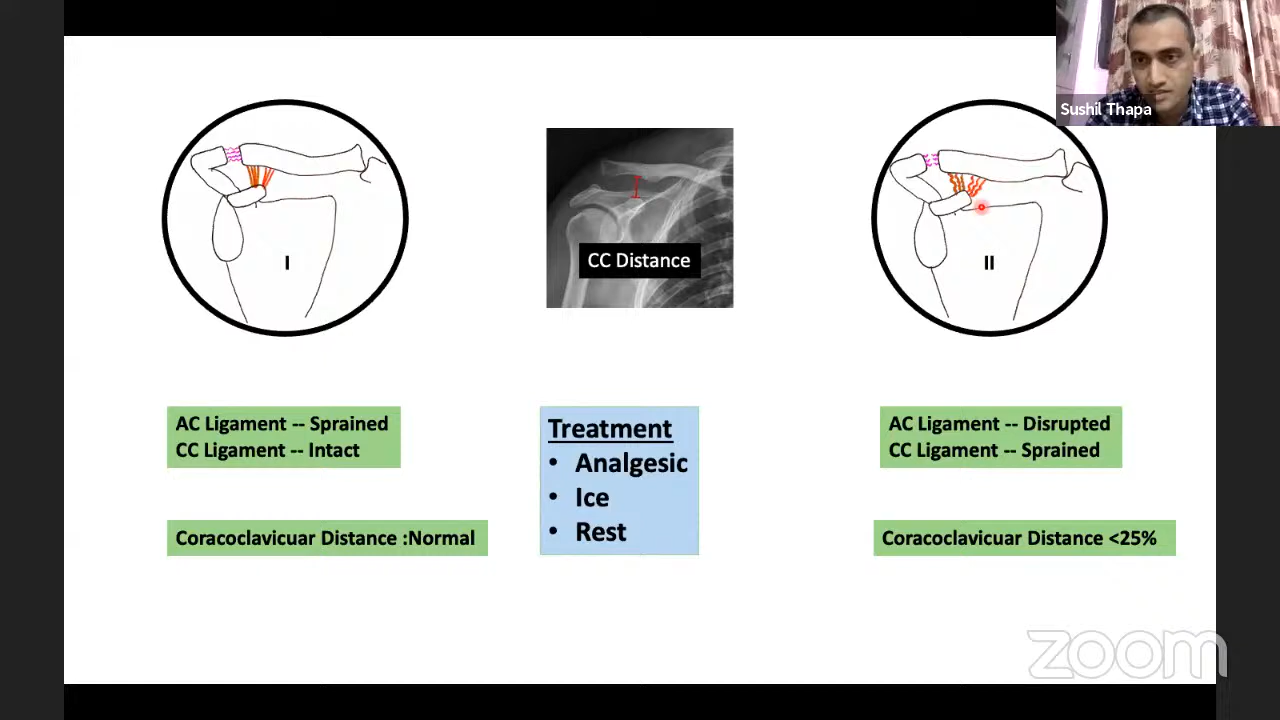 Sushil Thapa
I
CC Distance
II
AC Ligament -- Sprained
CC Ligament -- Intact
Treatment
• Analgesic
• Ice
• Rest
AC Ligament -- Disrupted
CC Ligament -- Sprained
Coracoclavicuar Distance :Normal
Coracoclavicuar Distance <25%
zoom